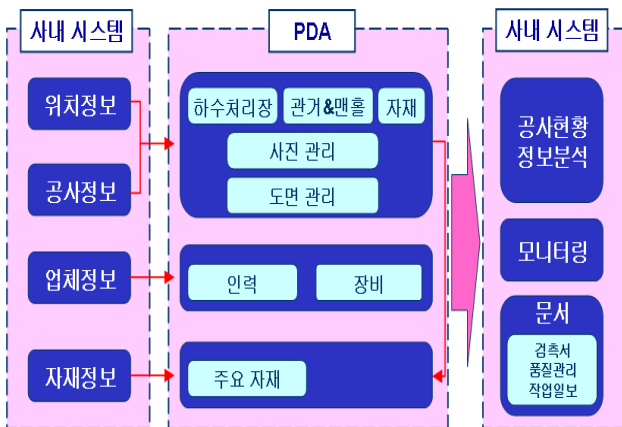 사내 시스템
위치정보
공사정보
업체정보
자재정보
PDA
하수처리장
관거&맨홀
자재
사진 관리
도면 관리
인력
장비
주요 자재
사내 시스템
공사현황
정보분석
모니터링
문서
검측서
품질관리
작업일보